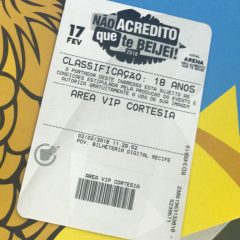 17
FEV
NÃO ACREDITO
que te BEIJEI!
2018
ARENA
CLASSIFICAÇÃO: 18 ANOS
O PORTADOR DESTE INGRESSO ESTÁ SUJEITO ÀS
CONDIÇÕES ESTIPULADAS PELA PRODUÇÃO DO EVENTO E
AUTORIZA GRATUITAMENTE O USO DE SUA IMAGEM
AREA VIP CORTESIA
02/02/2018 11:29:52
PDV. BILHETERIA DIGITAL RECIFE
AREA VIP CORTESIA